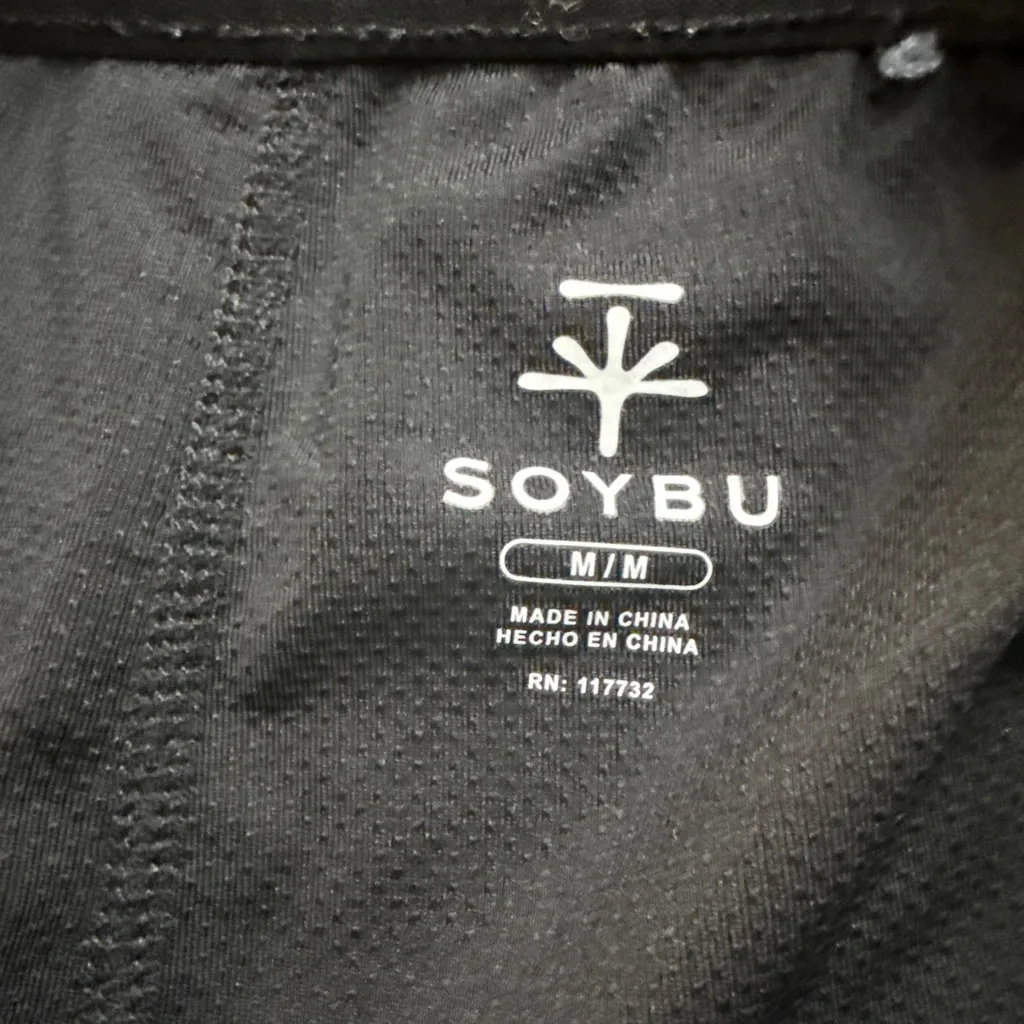 SOYBU
M/M
MADE IN CHINA
HECHO EN CHINA
RN: 117732